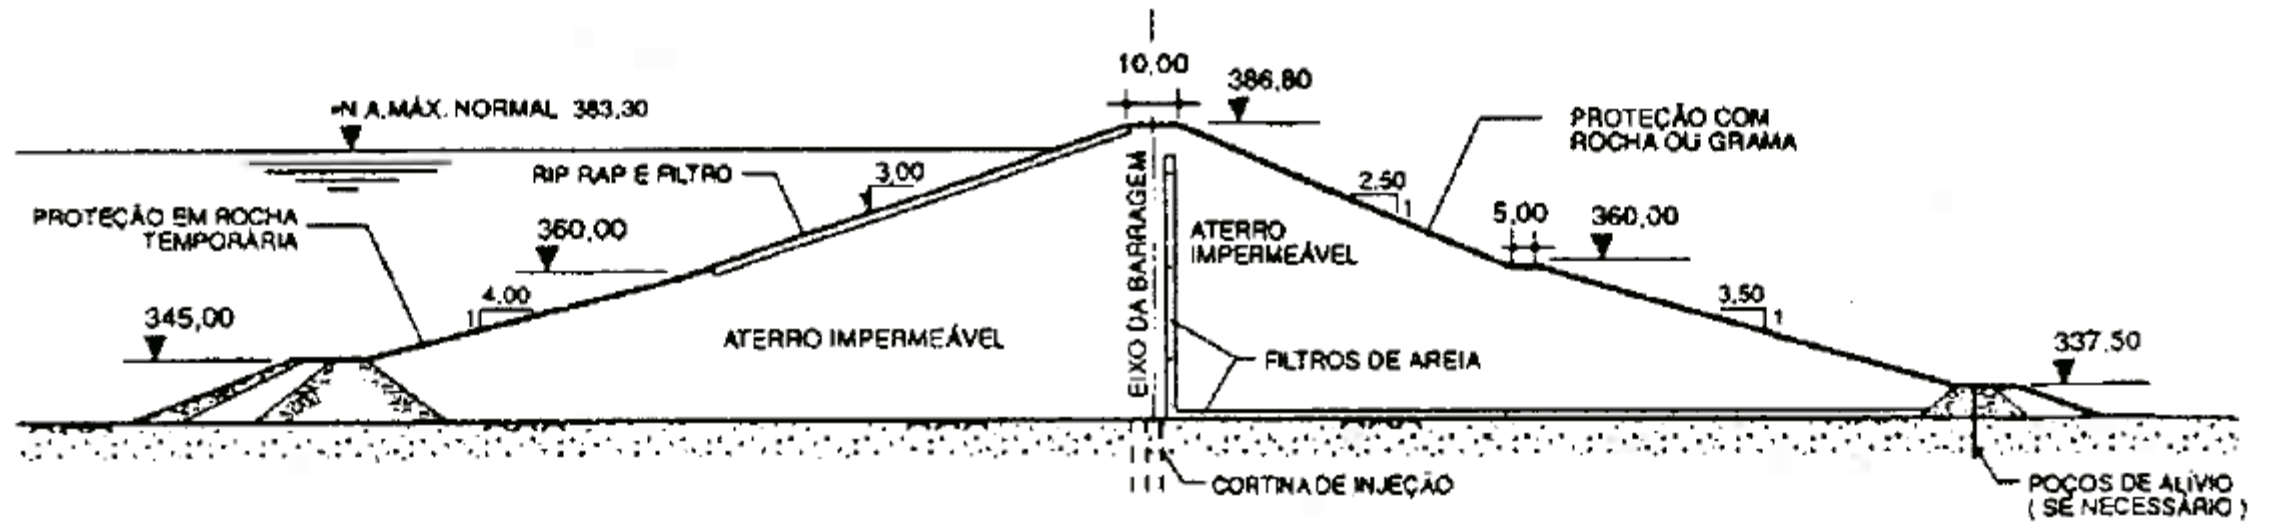 10,00
386,80
N.A. MÁX. NORMAL 383,30
PROTEÇÃO COM
ROCHA OU GRAMA
RIP RAP E FILTRO
3,00
2,50
1
5,00
360,00
PROTEÇÃO EM ROCHA
TEMPORÁRIA
360,00
ATERRO
IMPERMEÁVEL
EIXO DA BARRAGEM
4,00
1
3,50
1
345,00
ATERRO IMPERMEÁVEL
FILTROS DE AREIA
337,50
CORTINA DE INJEÇÃO
POÇOS DE ALÍVIO
( SE NECESSÁRIO )